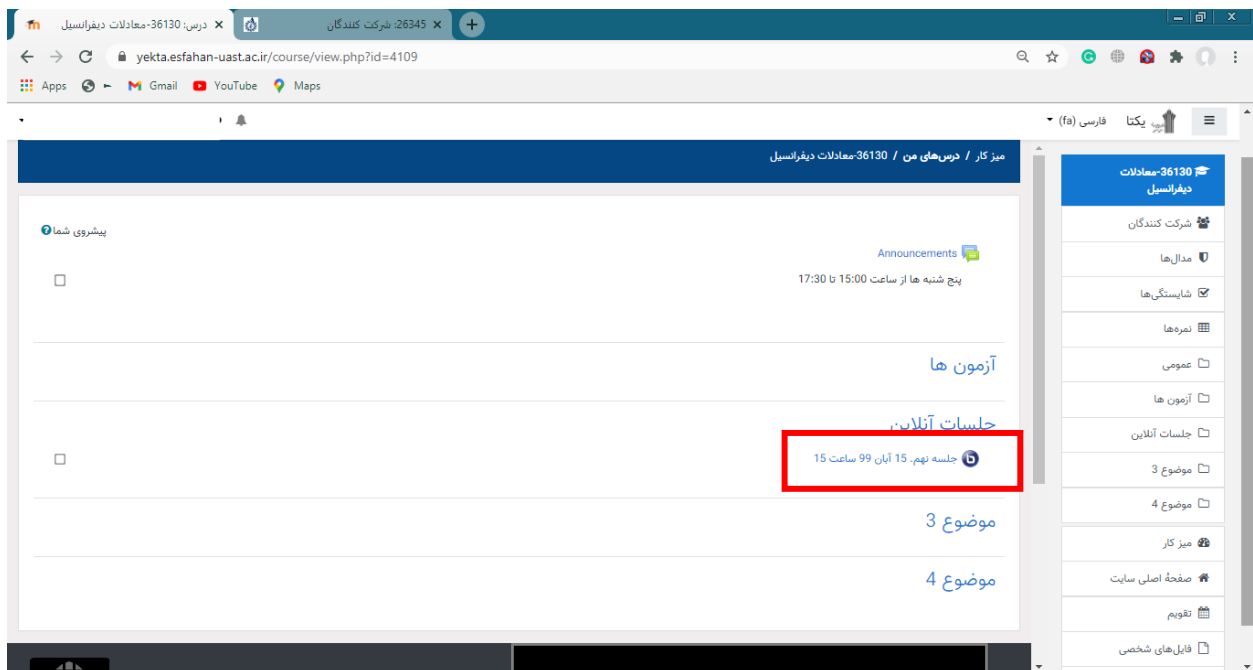 درس: 36130-معادلات دیفرانسیل
26345: شرکت کنندگان
yekta.esfahan-uast.ac.ir/course/view.php?id=4109
Apps
Gmail
YouTube
Maps
یکتا
فارسی (fa)
میز کار / درس‌های من / 36130-معادلات دیفرانسیل
پیشروی شما
Announcements
پنج شنبه ها از ساعت 15:00 تا 17:30
آزمون ها
جلسات آنلاین
جلسه نهم. 15 آبان 99 ساعت 15
موضوع 3
موضوع 4
36130-معادلات
دیفرانسیل
شرکت کنندگان
مدال‌ها
شایستگی‌ها
نمره‌ها
عمومی
آزمون ها
جلسات آنلاین
موضوع 3
موضوع 4
میز کار
صفحهٔ اصلی سایت
تقویم
فایل‌های شخصی